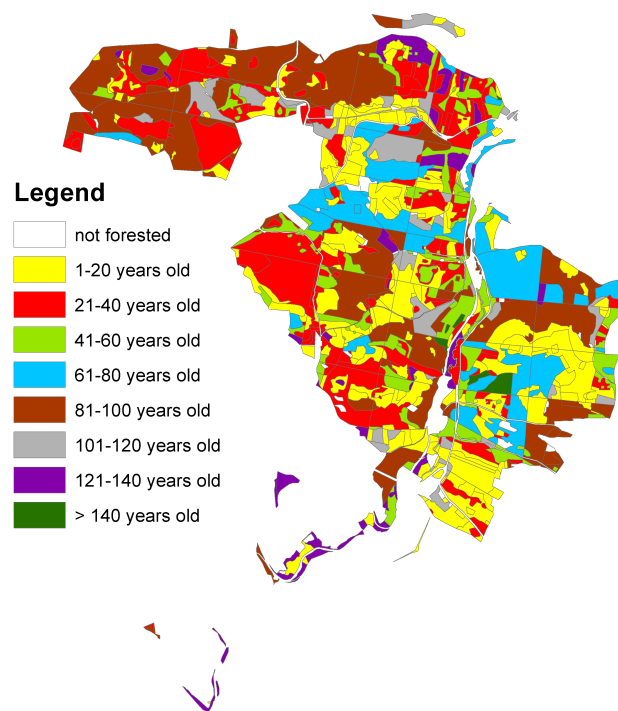 Legend
not forested
1-20 years old
21-40 years old
41-60 years old
61-80 years old
81-100 years old
101-120 years old
121-140 years old
> 140 years old